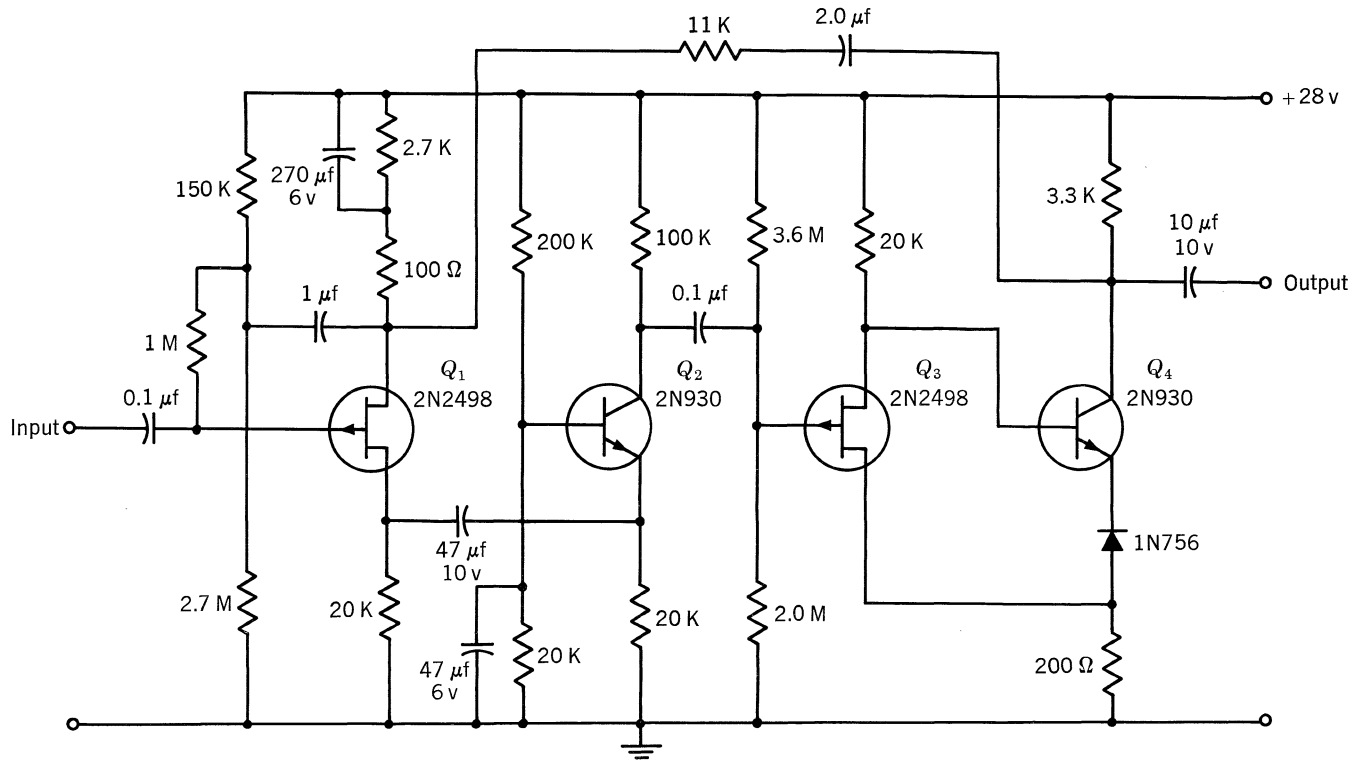 11 K
2.0 µf
+28 v
2.7 K
270 µf
6 v
150 K
3.3 K
10 µf
10 v
200 K
100 K
3.6 M
20 K
100 Ω
Output
1 µf
0.1 µf
1 M
Q1
2N2498
Q2
2N930
Q3
2N2498
Q4
2N930
0.1 µf
Input
47 µf
10 v
1N756
2.7 M
20 K
20 K
2.0 M
47 µf
6 v
20 K
200 Ω